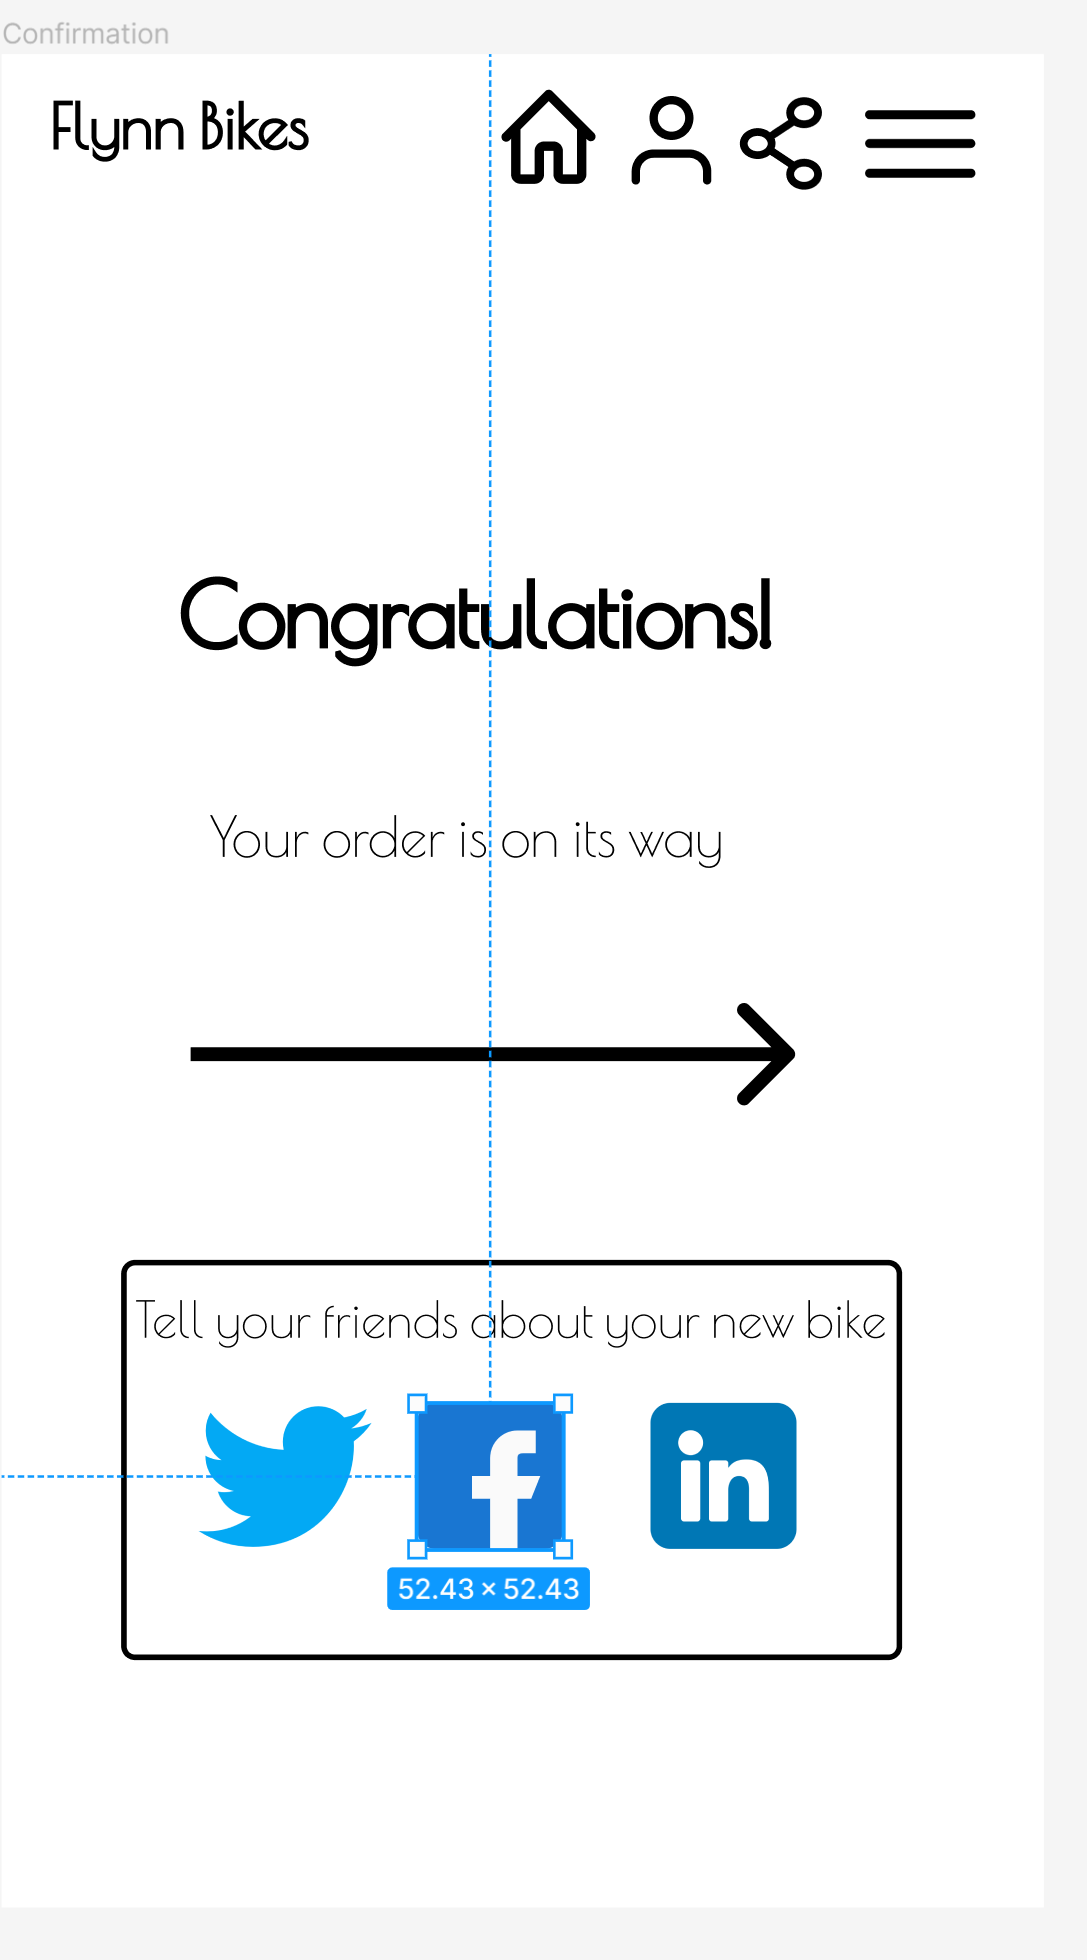 Confirmation
Flynn Bikes
Congratulations!
Your order is on its way
Tell your friends about your new bike
f
in
52.43 × 52.43